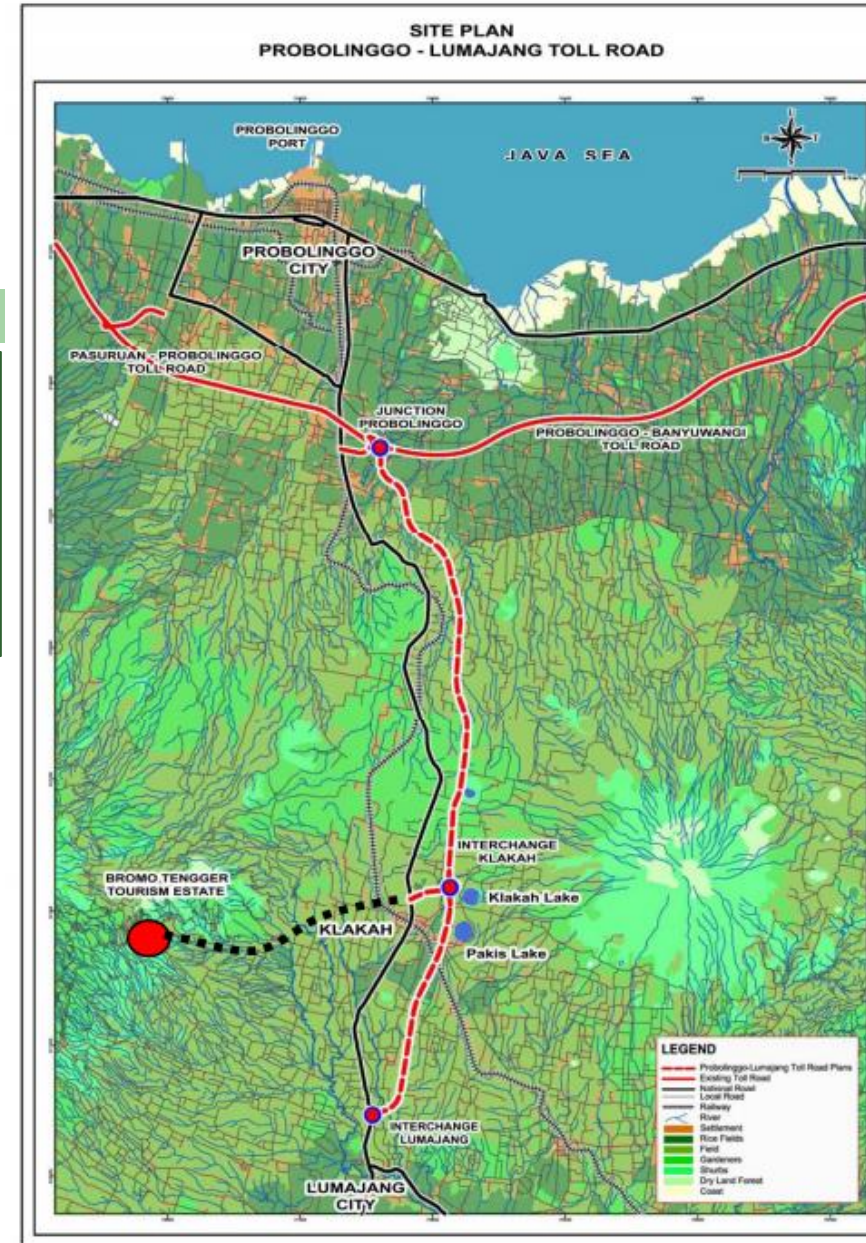 SITE PLAN
PROBOLINGGO - LUMAJANG TOLL ROAD
PROBOLINGGO
PORT
JAVA SEA
U
B
T
S
PROBOLINGGO
CITY
PASURUAN - PROBOLINGGO
TOLL ROAD
JUNCTION
PROBOLINGGO
PROBOLINGGO - BANYUWANGI
TOLL ROAD
INTERCHANGE
KLAKAH
BROMO TENGGER
TOURISM ESTATE
Klakah Lake
KLAKAH
Pakis Lake
INTERCHANGE
LUMAJANG
LUMAJANG
CITY
LEGEND
Probolinggo-Lumajang Toll Road Plans
Existing Toll Road
National Road
Local Road
Railway
River
Settlement
Rice Fields
Field
Gardeners
Shurbs
Dry Land Forest
Coast